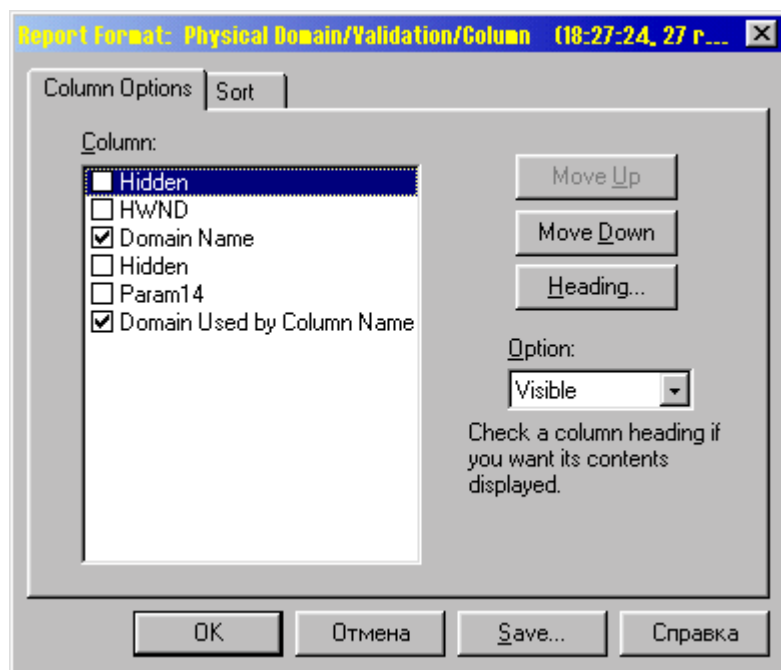 Report Format: Physical Domain/Validation/Column (18:27:24, 27 r...
Column Options
Sort
Column:
Hidden
HWND
Domain Name
Hidden
Param14
Domain Used by Column Name
Move Up
Move Down
Heading...
Option:
Visible
Check a column heading if
you want its contents
displayed.
OK
Отмена
Save...
Справка